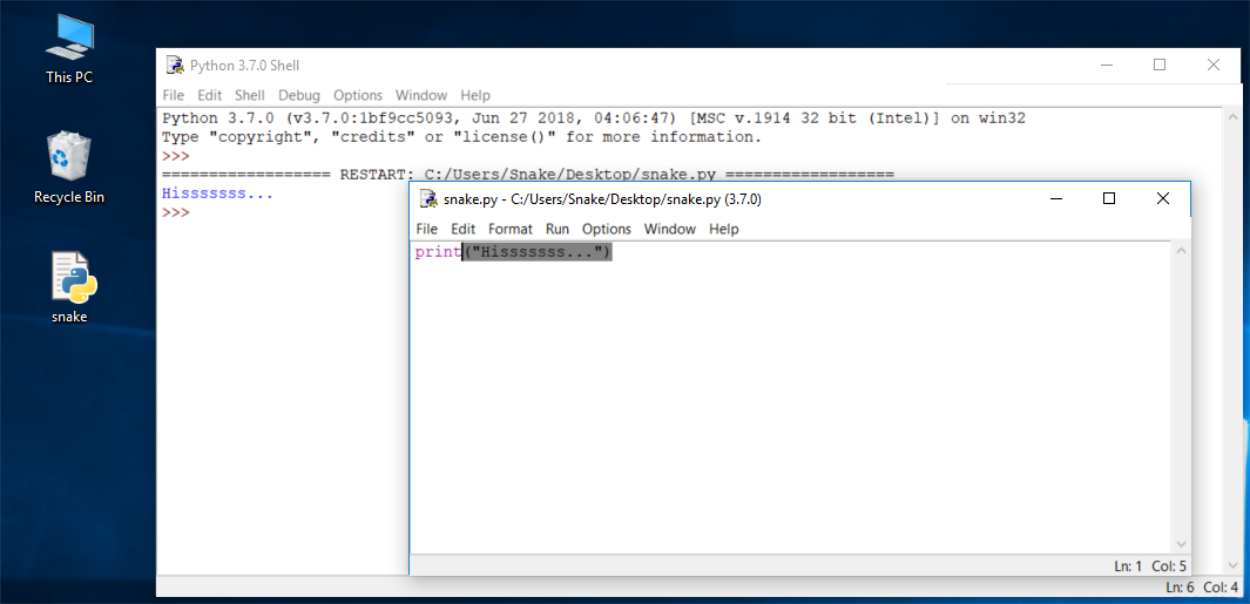 This PC
Recycle Bin
snake
Python 3.7.0 Shell
File Edit Shell Debug Options Window Help
Python 3.7.0 (v3.7.0:1bf9cc5093, Jun 27 2018, 04:06:47) [MSC v.1914 32 bit (Intel)] on win32
Type "copyright", "credits" or "license()" for more information.
>>>
================== RESTART: C:/Users/Snake/Desktop/snake.py ==================
Hisssssss...
>>>
snake.py - C:/Users/Snake/Desktop/snake.py (3.7.0)
File Edit Format Run Options Window Help
print("Hisssssss...")
Ln: 1 Col: 5
Ln: 6 Col: 4